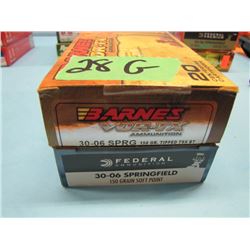 28 G
20
BARNES
VOR-TX
AMMUNITION
30-06 SPRG 150 GR. TIPPED TSX BT
FEDERAL
AMMUNITION
30-06 SPRINGFIELD
150 GRAIN SOFT POINT